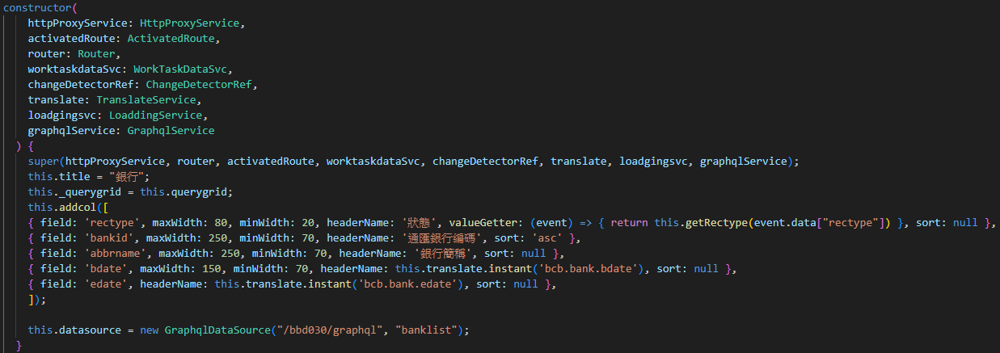 constructor(
httpProxyService: HttpProxyService,
activatedRoute: ActivatedRoute,
router: Router,
worktaskdataSvc: WorkTaskDataSvc,
changeDetectorRef: ChangeDetectorRef,
translate: TranslateService,
loadgingsvc: LoaddingService,
graphqlService: GraphqlService
) {
super(httpProxyService, router, activatedRoute, worktaskdataSvc, changeDetectorRef, translate, loadgingsvc, graphqlService);
this.title = "銀行";
this._querygrid = this.querygrid;
this.addcol([
{ field: 'rectype', maxWidth: 80, minWidth: 20, headerName: '狀態', valueGetter: (event) => { return this.getRectype(event.data["rectype"]) }, sort: null },
{ field: 'bankid', maxWidth: 250, minWidth: 70, headerName: '通匯銀行編碼', sort: 'asc' },
{ field: 'abbrname', maxWidth: 250, minWidth: 70, headerName: '銀行簡稱', sort: null },
{ field: 'bdate', maxWidth: 150, minWidth: 70, headerName: this.translate.instant('bcb.bank.bdate'), sort: null },
{ field: 'edate', headerName: this.translate.instant('bcb.bank.edate'), sort: null },
]);
this.datasource = new GraphqlDataSource("/bbd030/graphql", "banklist");
}